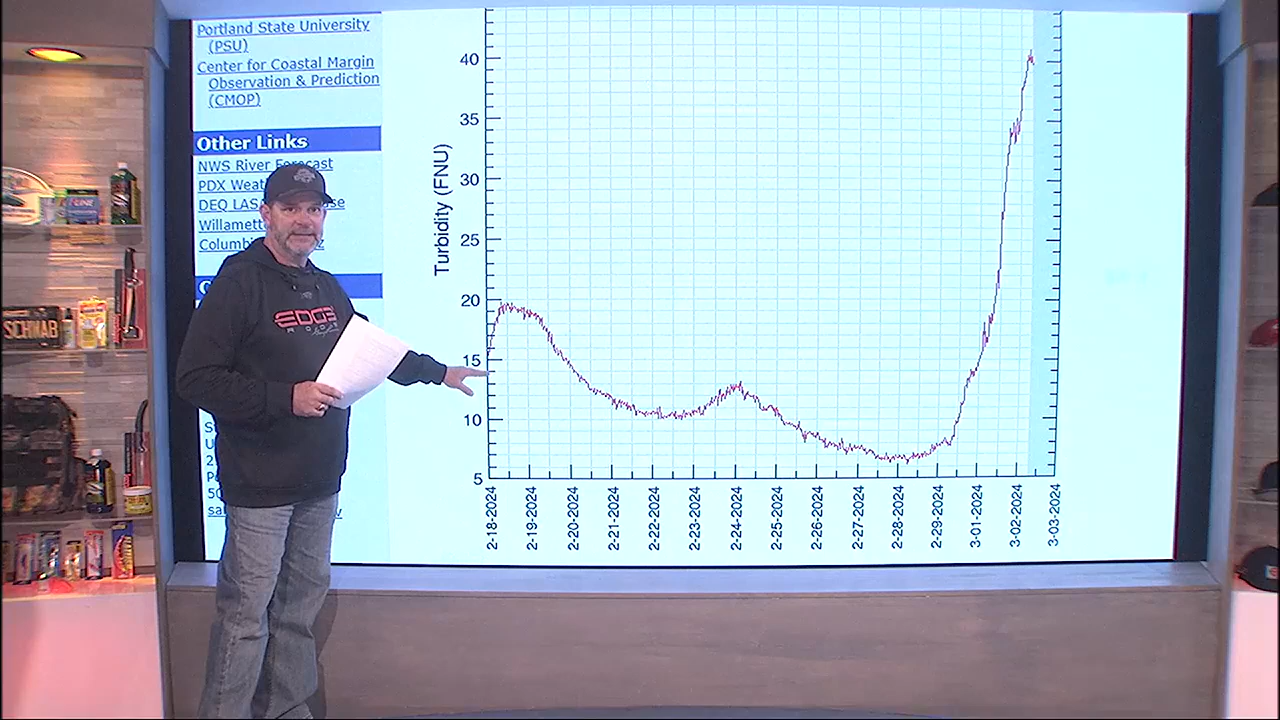 Portland State University
(PSU)
Center for Coastal Margin
Observation & Prediction
(CMOP)
Other Links
NWS River Forecast
PDX Weat
DEQ LAS
se
Willamett
Columbi
z
SCHWAB
EDGE
Turbidity (FNU)
40
35
30
25
20
15
10
5
2-18-2024
2-19-2024
2-20-2024
2-21-2024
2-22-2024
2-23-2024
2-24-2024
2-25-2024
2-26-2024
2-27-2024
2-28-2024
2-29-2024
3-01-2024
3-02-2024
3-03-2024